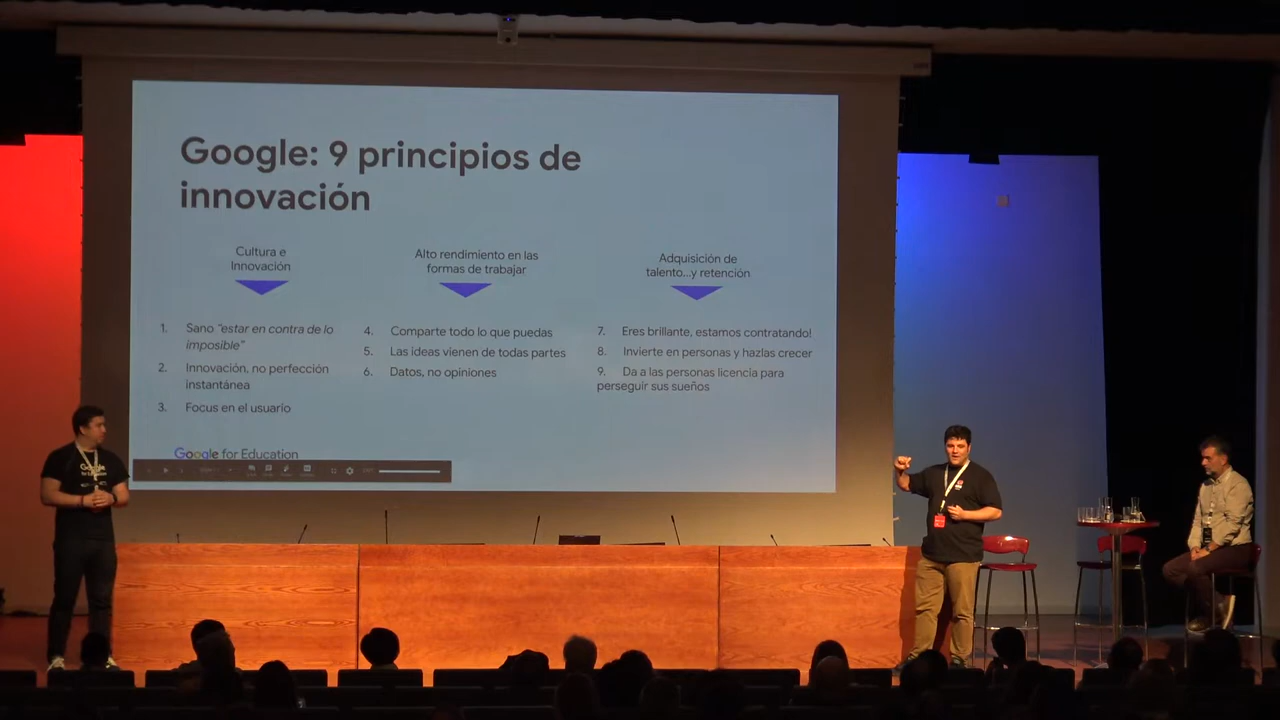 Google: 9 principios de
innovación
Cultura e
Innovación
Alto rendimiento en las
formas de trabajar
Adquisición de
talento...y retención
1. Sano "estar en contra de lo
imposible"
2. Innovación, no perfección
instantánea
3. Focus en el usuario
4. Comparte todo lo que puedas
5. Las ideas vienen de todas partes
6. Datos, no opiniones
7. Eres brillante, estamos contratando!
8. Invierte en personas y hazlas crecer
9. Da a las personas licencia para
perseguir sus sueños
Google for Education
Google